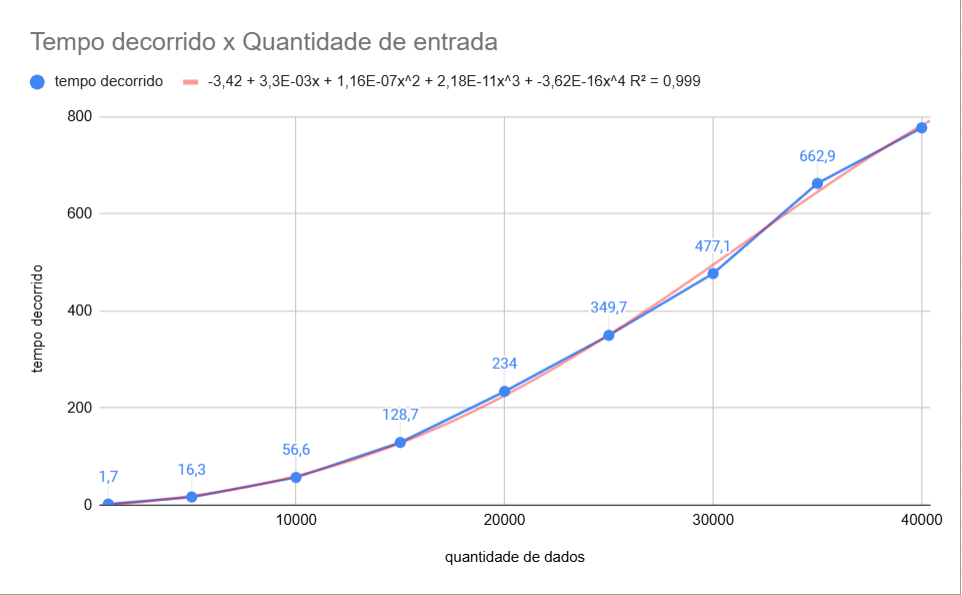 Tempo decorrido x Quantidade de entrada
tempo decorrido -3,42 + 3,3E-03x + 1,16E-07x^2 + 2,18E-11x^3 + -3,62E-16x^4 R² = 0,999
800
662,9
600
477,1
tempo decorrido
400
349,7
234
200
128,7
56,6
16,3
1,7
0
10000 20000 30000 40000
quantidade de dados